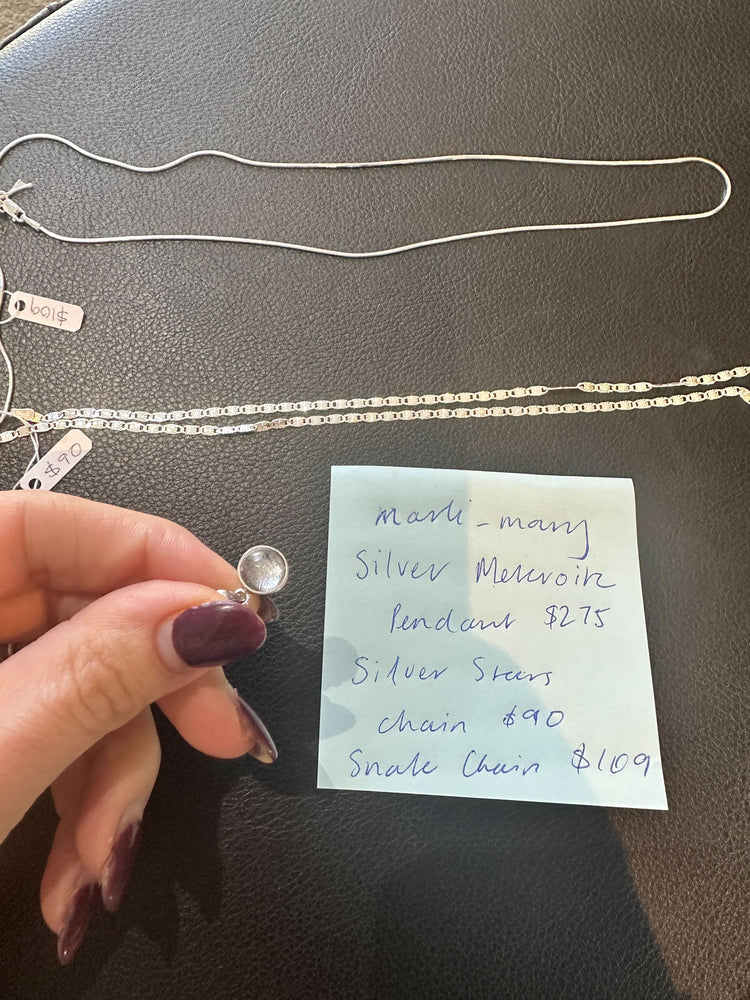 $109
$90
marli-mary
Silver Meteroite
Pendant $275
Silver Stars
chain $90
Snake Chain $109